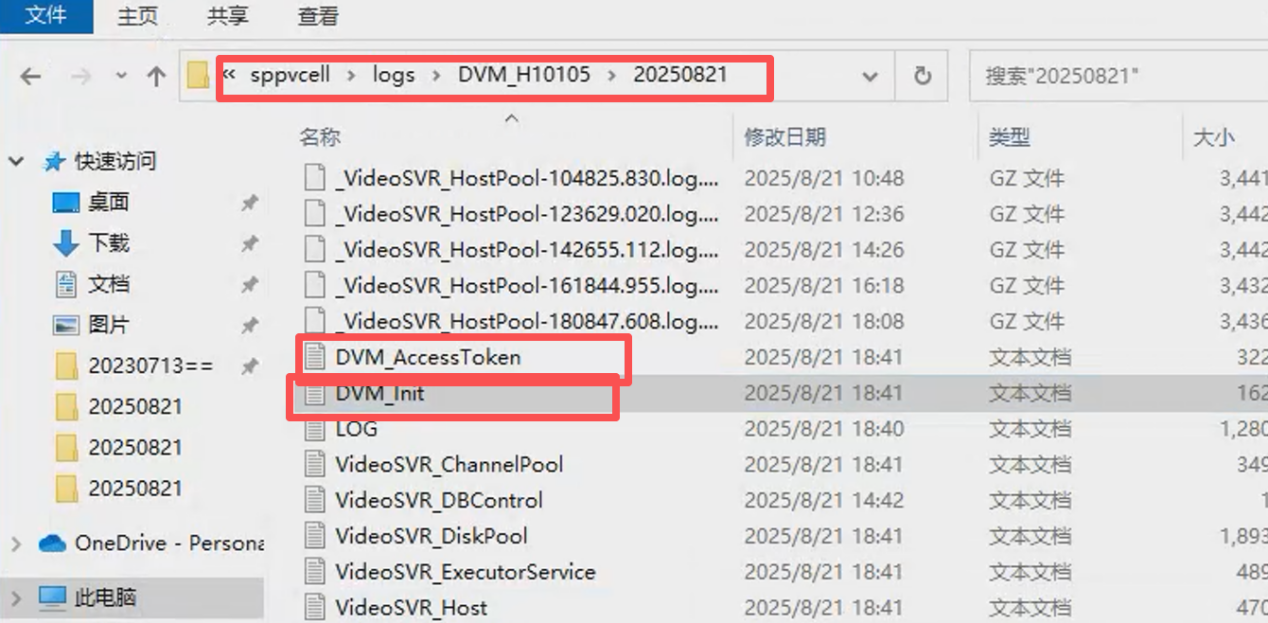 文件 主页 共享 查看
« sppvcell › logs › DVM_H10105 › 20250821 搜索"20250821"
名称 修改日期 类型 大小
快速访问
桌面
下载
文档
图片
20230713==
20250821
20250821
20250821
OneDrive - Persona
此电脑
_VideoSVR_HostPool-104825.830.log.... 2025/8/21 10:48 GZ 文件 3,441
_VideoSVR_HostPool-123629.020.log.... 2025/8/21 12:36 GZ 文件 3,442
_VideoSVR_HostPool-142655.112.log.... 2025/8/21 14:26 GZ 文件 3,442
_VideoSVR_HostPool-161844.955.log.... 2025/8/21 16:18 GZ 文件 3,432
_VideoSVR_HostPool-180847.608.log.... 2025/8/21 18:08 GZ 文件 3,436
DVM_AccessToken 2025/8/21 18:41 文本文档 322
DVM_Init 2025/8/21 18:41 文本文档 162
LOG 2025/8/21 18:40 文本文档 1,280
VideoSVR_ChannelPool 2025/8/21 18:41 文本文档 349
VideoSVR_DBControl 2025/8/21 14:42 文本文档 1
VideoSVR_DiskPool 2025/8/21 18:41 文本文档 1,893
VideoSVR_ExecutorService 2025/8/21 18:41 文本文档 489
VideoSVR_Host 2025/8/21 18:41 文本文档 470